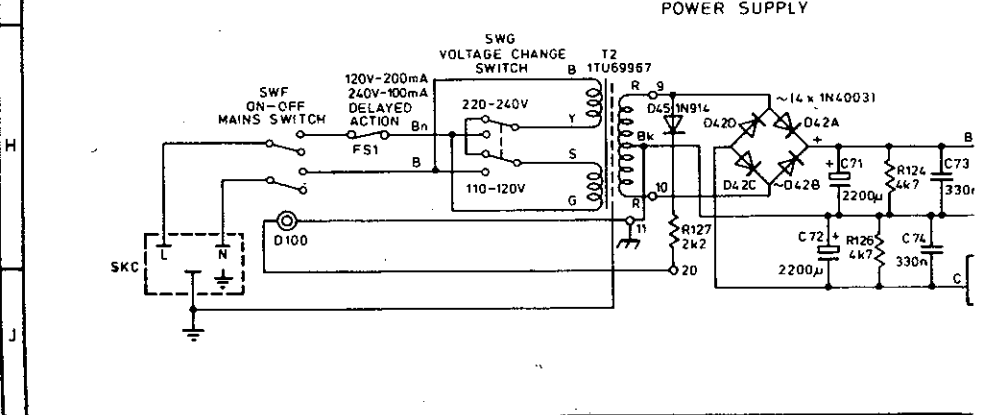 POWER SUPPLY
SWG
VOLTAGE CHANGE
SWITCH
T2
1TU69967
B
R
9
~(4 x 1N4003)
120V-200mA
240V-100mA
DELAYED
ACTION
SWF
ON-OFF
MAINS SWITCH
220-240V
D45 1N914
D42D
D42A
Bn
Y
Bk
+
B
H
FS1
B
S
C71
R124
4k7
C73
330n
110-120V
10
D42C
~D42B
2200µ
G
R
D100
11
R127
2k2
C72
+
R126
4k7
C74
330n
2200µ
SKC
L
N
20
C
J